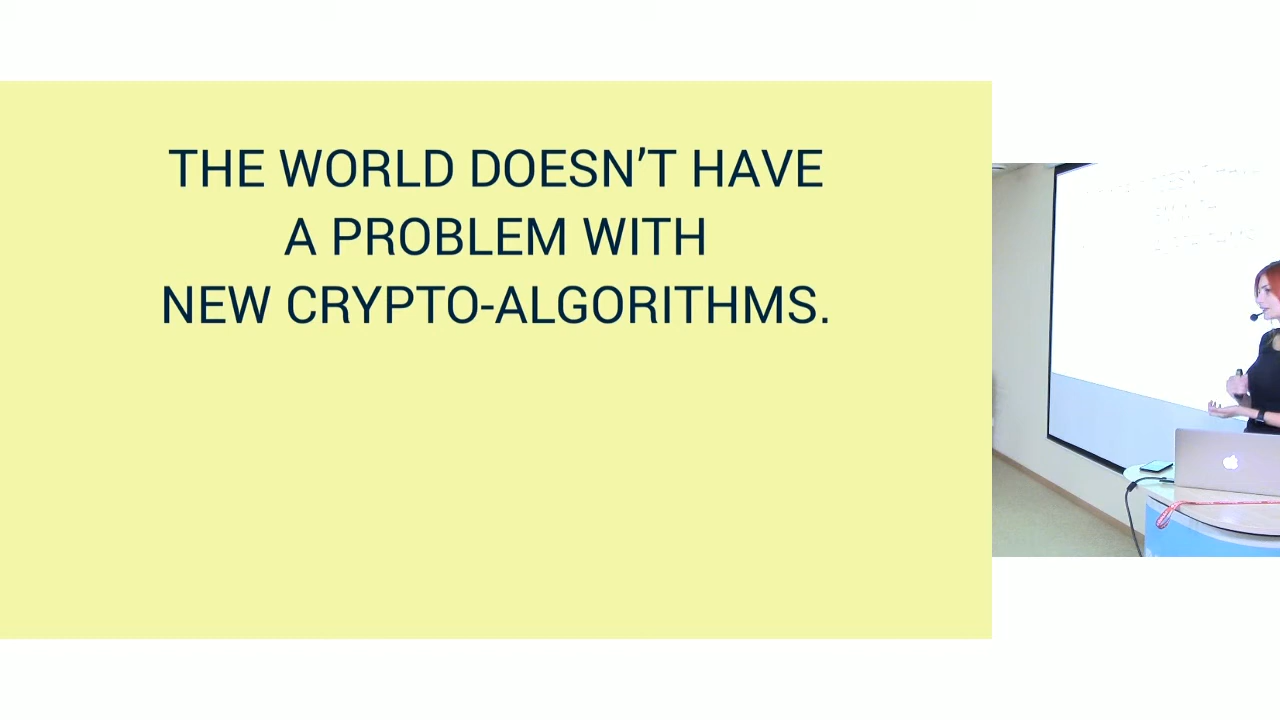 THE WORLD DOESN’T HAVE
A PROBLEM WITH
NEW CRYPTO-ALGORITHMS.